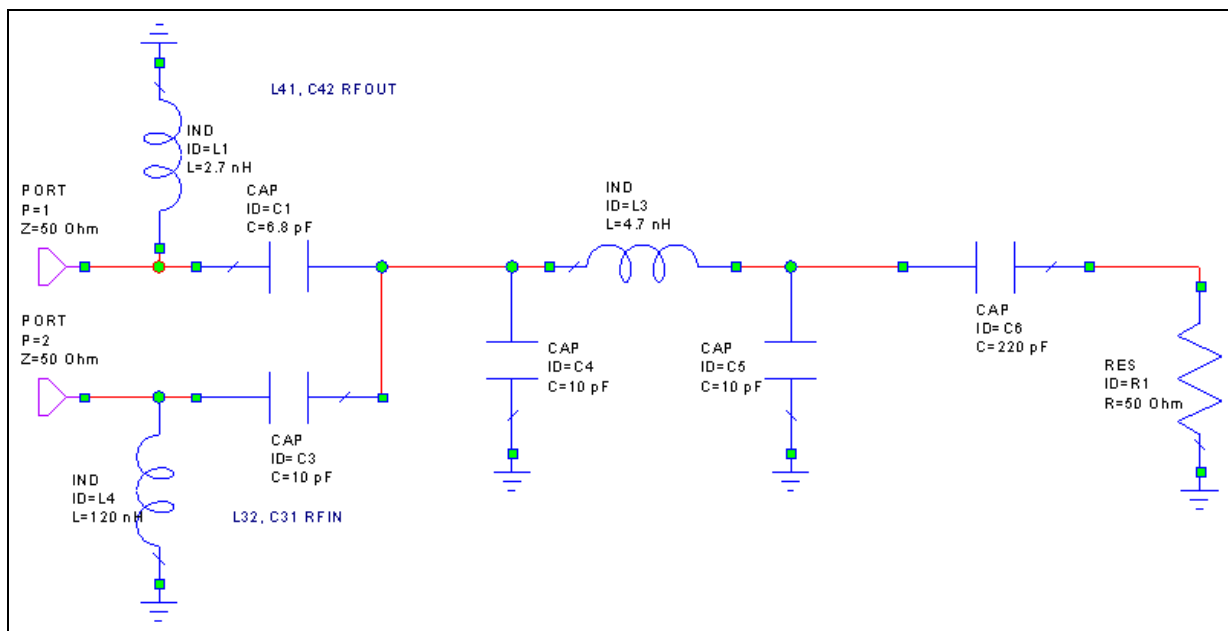 L41, C42 RFOUT
IND
ID=L1
L=2.7 nH
PORT
P=1
Z=50 Ohm
CAP
ID=C1
C=6.8 pF
IND
ID=L3
L=4.7 nH
PORT
P=2
Z=50 Ohm
CAP
ID=C4
C=10 pF
CAP
ID=C5
C=10 pF
CAP
ID=C6
C=220 pF
RES
ID=R1
R=50 Ohm
CAP
ID=C3
C=10 pF
IND
ID=L4
L=120 nH
L32, C31 RFIN